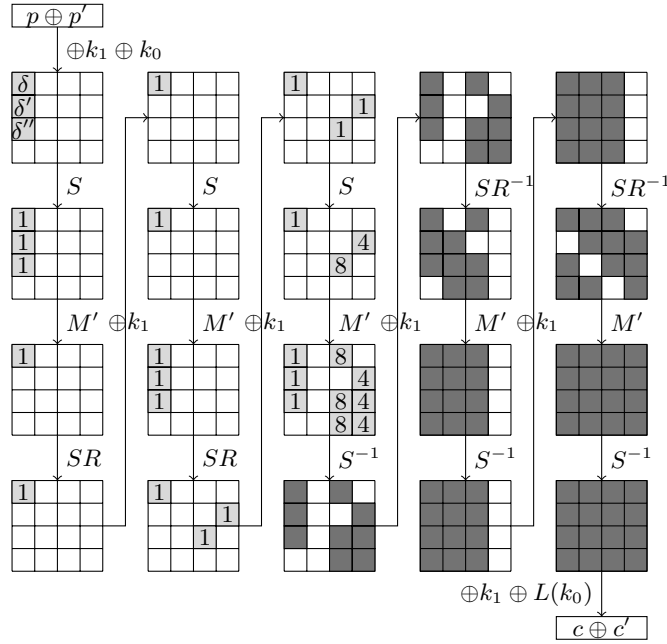 p ⊕ p′
⊕k₁ ⊕ k₀
δ 1 1
δ′ 1
δ″ 1
S S S SR⁻¹ SR⁻¹
1 1 1
1 4
1 8
M′ ⊕k₁ M′ ⊕k₁ M′ ⊕k₁ M′ ⊕k₁ M′
1 1 1 8
1 1 4
1 1 8 4
8 4
SR SR S⁻¹ S⁻¹ S⁻¹
1 1
1
1
⊕k₁ ⊕ L(k₀)
c ⊕ c′